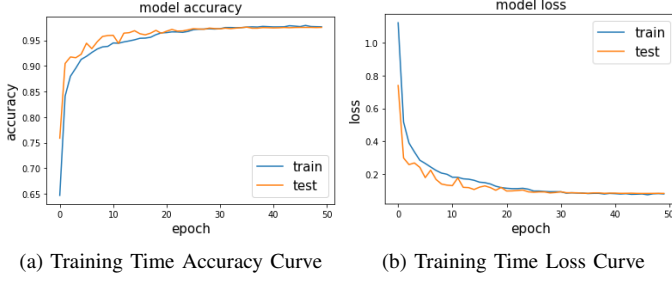 model accuracy
0.95
0.90
0.85
0.80
0.75
0.70
0.65
accuracy
train
test
0 10 20 30 40 50
epoch
(a) Training Time Accuracy Curve
model loss
1.0
0.8
0.6
0.4
0.2
loss
train
test
0 10 20 30 40 50
epoch
(b) Training Time Loss Curve